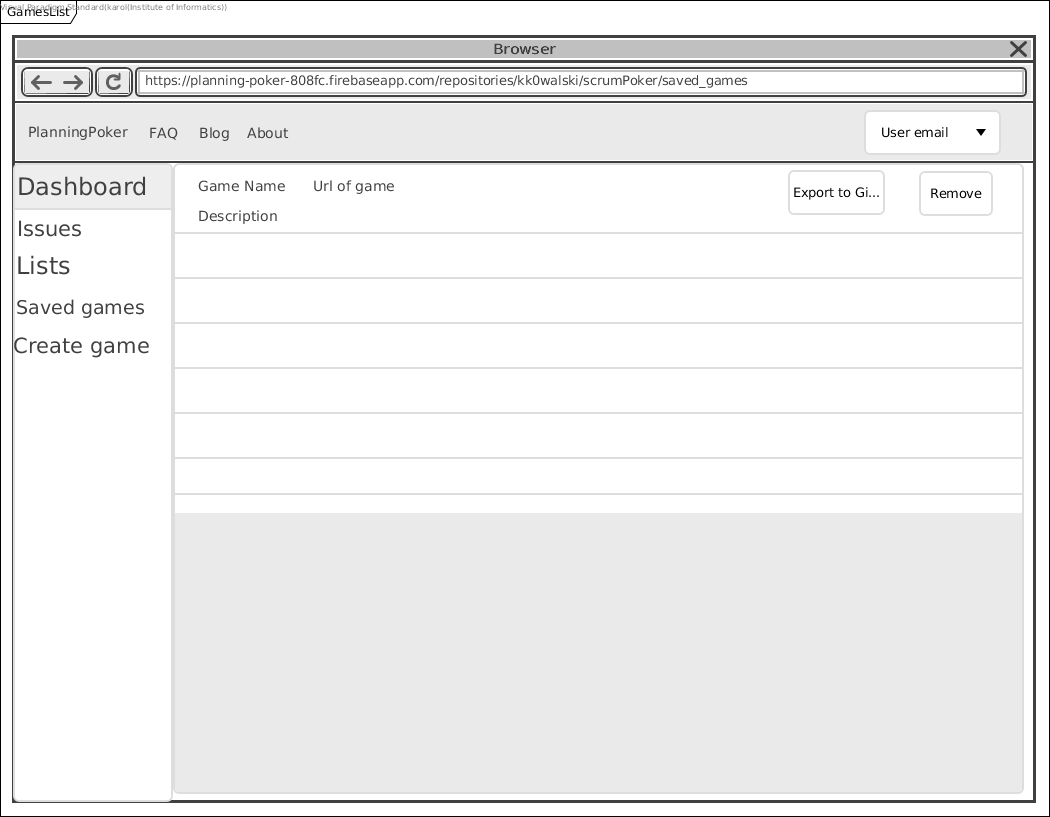 Visual Paradigm Standard(karol(Institute of Informatics))
GamesList
Browser
https://planning-poker-808fc.firebaseapp.com/repositories/kk0walski/scrumPoker/saved_games
PlanningPoker FAQ Blog About User email
Dashboard
Game Name Url of game Export to Gi... Remove
Description
Issues
Lists
Saved games
Create game